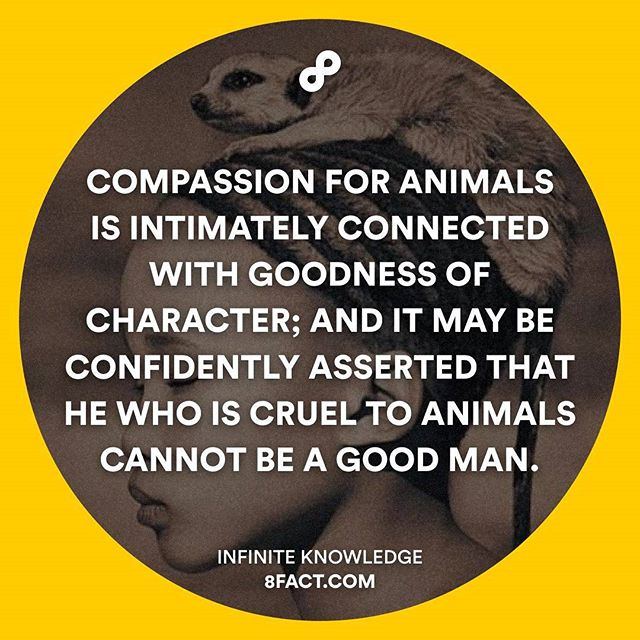 COMPASSION FOR ANIMALS
IS INTIMATELY CONNECTED
WITH GOODNESS OF
CHARACTER; AND IT MAY BE
CONFIDENTLY ASSERTED THAT
HE WHO IS CRUEL TO ANIMALS
CANNOT BE A GOOD MAN.
INFINITE KNOWLEDGE
8FACT.COM